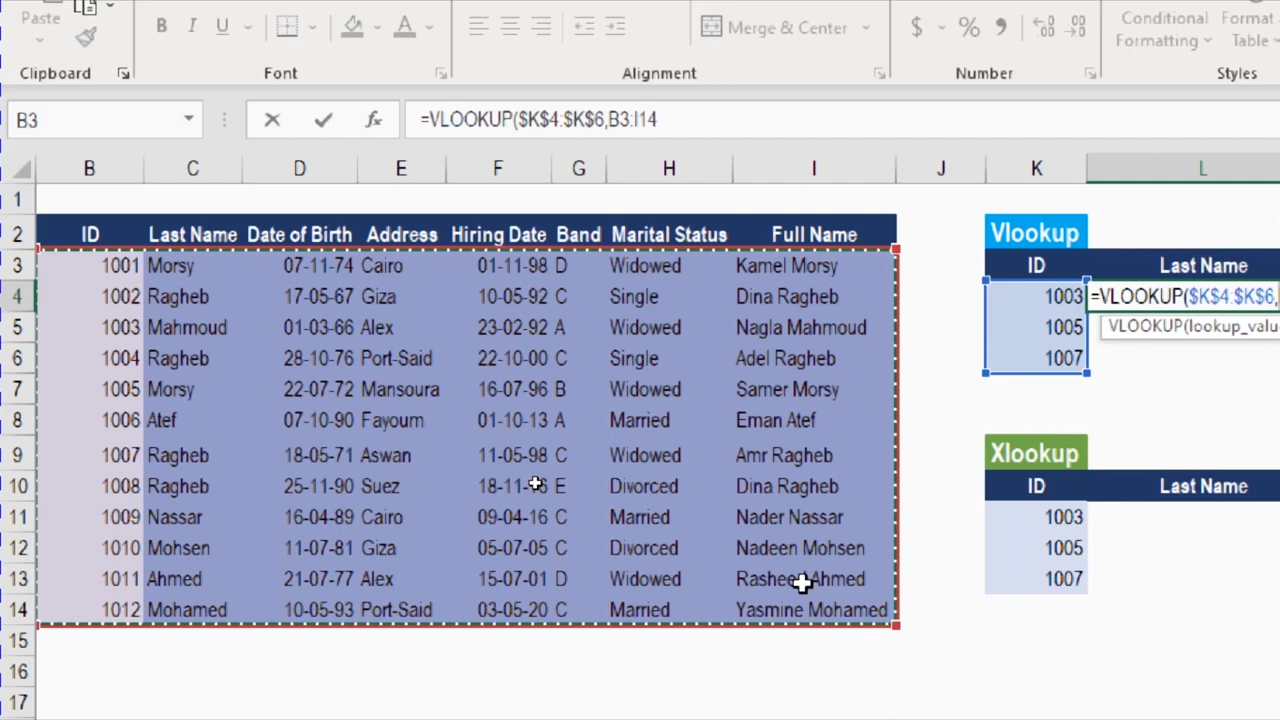 Paste B I U A Merge & Center $ % Conditional Format
Formatting Table
Clipboard Font Alignment Number Styles
B3 fx =VLOOKUP($K$4:$K$6,B3:I14
B C D E F G H I J K L
1
2 ID Last Name Date of Birth Address Hiring Date Band Marital Status Full Name Vlookup
3 1001 Morsy 07-11-74 Cairo 01-11-98 D Widowed Kamel Morsy ID Last Name
4 1002 Ragheb 17-05-67 Giza 10-05-92 C Single Dina Ragheb 1003 =VLOOKUP($K$4:$K$6,
5 1003 Mahmoud 01-03-66 Alex 23-02-92 A Widowed Nagla Mahmoud 1005 VLOOKUP(lookup_valu
6 1004 Ragheb 28-10-76 Port-Said 22-10-00 C Single Adel Ragheb 1007
7 1005 Morsy 22-07-72 Mansoura 16-07-96 B Widowed Samer Morsy
8 1006 Atef 07-10-90 Fayoum 01-10-13 A Married Eman Atef
9 1007 Ragheb 18-05-71 Aswan 11-05-98 C Widowed Amr Ragheb Xlookup
10 1008 Ragheb 25-11-90 Suez E Divorced Dina Ragheb ID Last Name
11 1009 Nassar 16-04-89 Cairo 09-04-16 C Married Nader Nassar 1003
12 1010 Mohsen 11-07-81 Giza 05-07-05 C Divorced Nadeen Mohsen 1005
13 1011 Ahmed 21-07-77 Alex 15-07-01 D Widowed Rasheed Ahmed 1007
14 1012 Mohamed 10-05-93 Port-Said 03-05-20 C Married Yasmine Mohamed
15
16
17